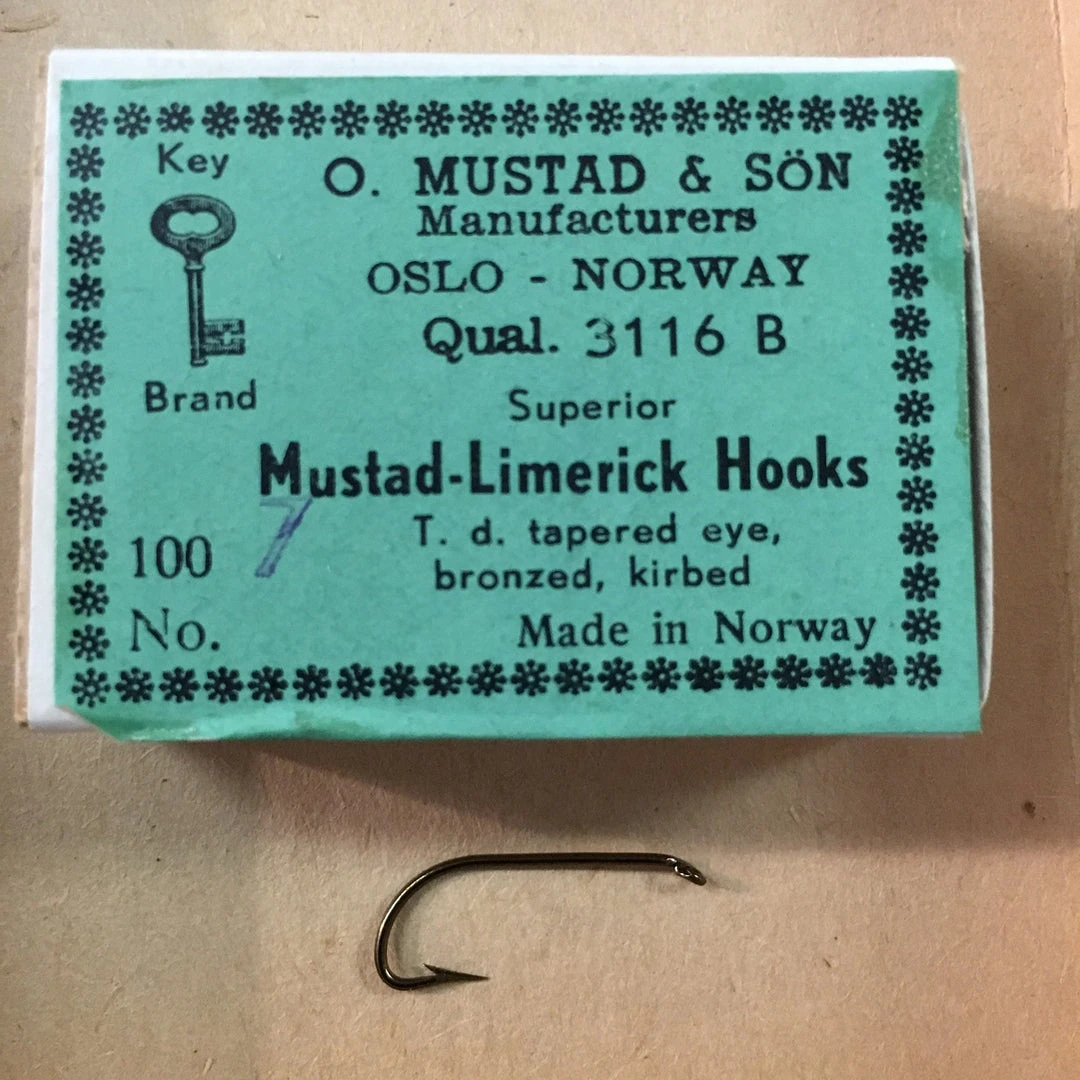 Key
Brand
O. MUSTAD & SÖN
Manufacturers
OSLO - NORWAY
Qual. 3116 B
Superior
Mustad-Limerick Hooks
T. d. tapered eye,
bronzed, kirbed
100
7
No.
Made in Norway